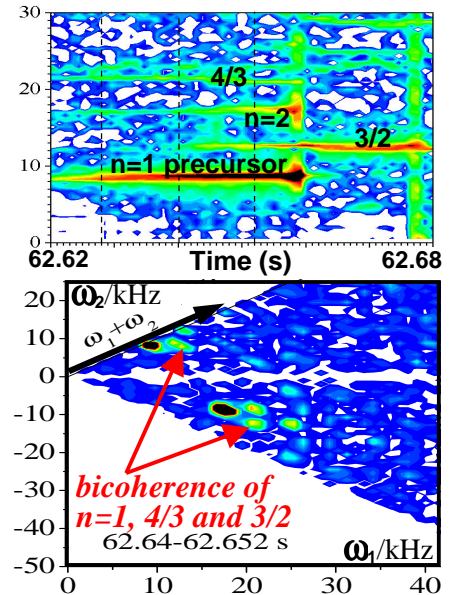 30
20
10
0
4/3
n=2
3/2
n=1 precursor
62.62
Time (s)
62.68
ω2/kHz
20
10
0
-10
-20
-30
-40
-50
ω1+ω2
bicoherence of
n=1, 4/3 and 3/2
62.64-62.652 s
ω1/kHz
0
10
20
30
40